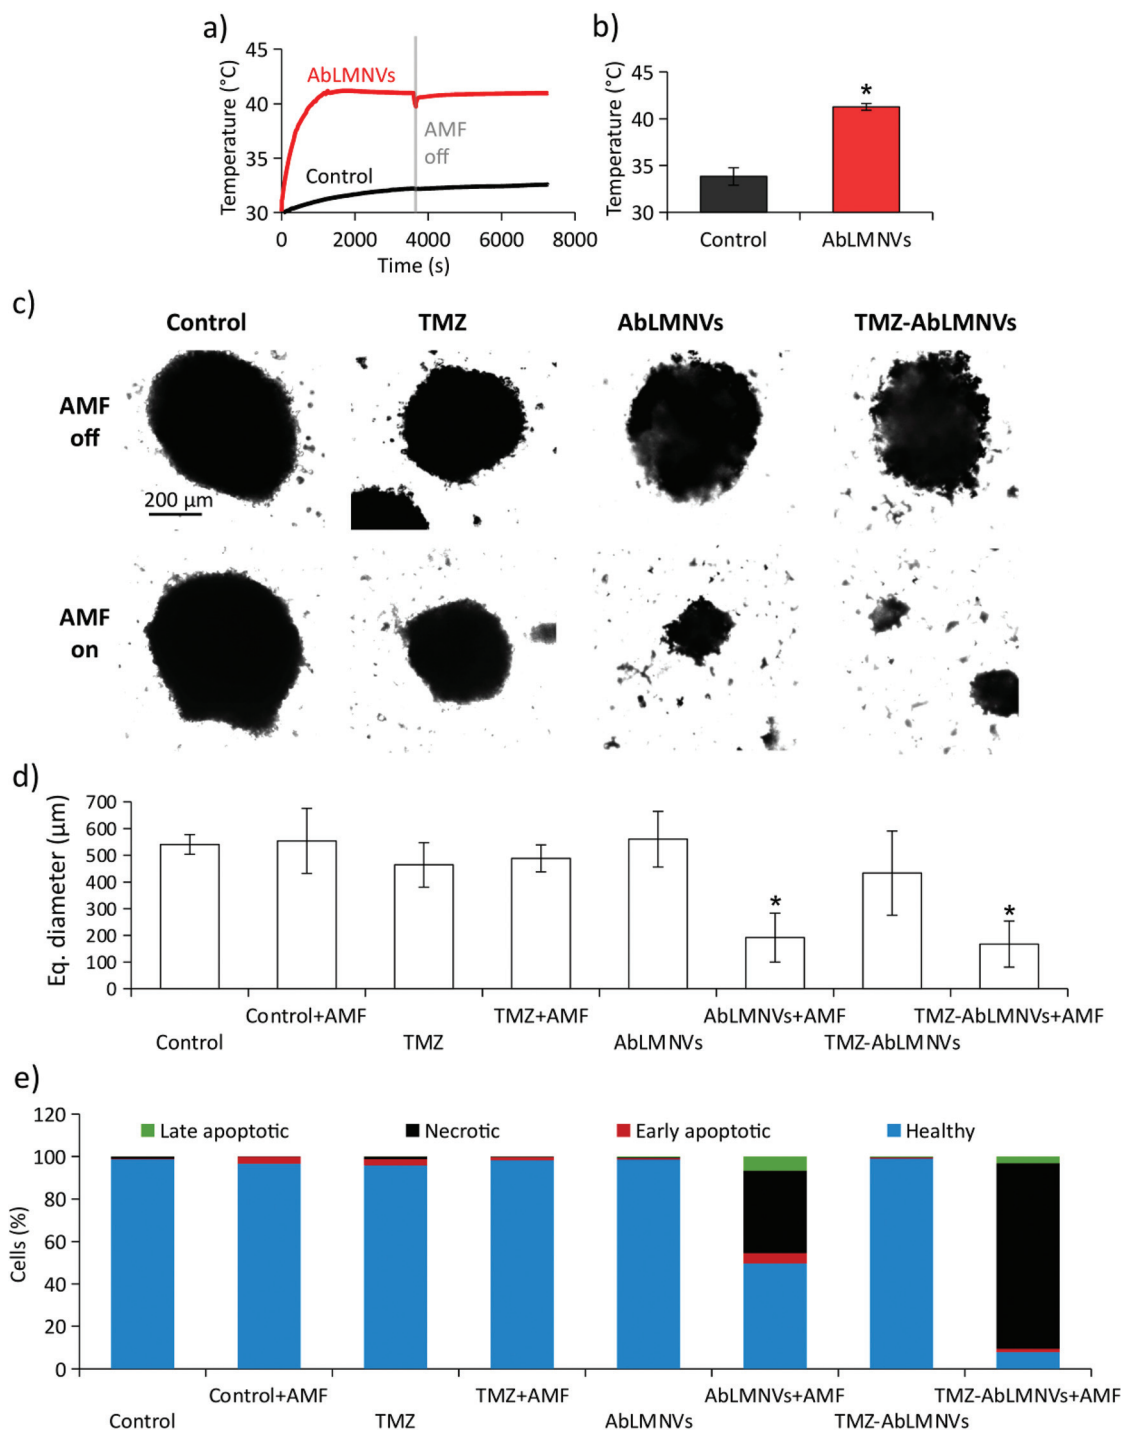 a)
45
40
35
30
Temperature (°C)
AbLMNVs
AMF
off
Control
0 2000 4000 6000 8000
Time (s)
b)
45
40
35
30
Temperature (°C)
*
Control AbLMNVs
c)
Control TMZ AbLMNVs TMZ-AbLMNVs
AMF
off
200 µm
AMF
on
d)
700
600
500
400
300
200
100
0
Eq. diameter (µm)
* *
Control+AMF TMZ+AMF AbLMNVs+AMF TMZ-AbLMNVs+AMF
Control TMZ AbLMNVs TMZ-AbLMNVs
e)
120
100
80
60
40
20
0
Cells (%)
Late apoptotic Necrotic Early apoptotic Healthy
Control+AMF TMZ+AMF AbLMNVs+AMF TMZ-AbLMNVs+AMF
Control TMZ AbLMNVs TMZ-AbLMNVs